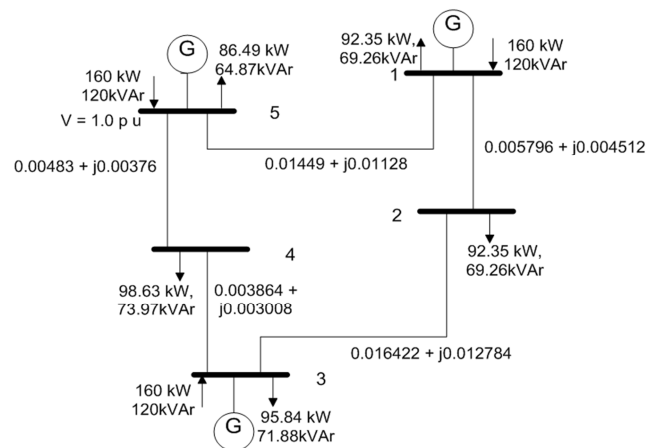 G
92.35 kW,
69.26kVAr
160 kW
120kVAr
1
G
86.49 kW
64.87kVAr
160 kW
120kVAr
V = 1.0 p u
5
0.01449 + j0.01128
0.005796 + j0.004512
0.00483 + j0.00376
2
92.35 kW,
69.26kVAr
4
98.63 kW,
73.97kVAr
0.003864 +
j0.003008
0.016422 + j0.012784
3
160 kW
120kVAr
G
95.84 kW
71.88kVAr